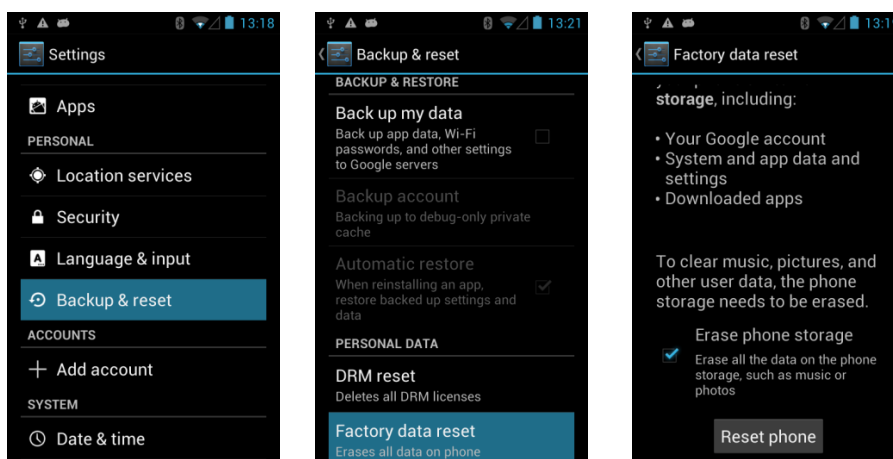 13:18
Settings
Apps
PERSONAL
Location services
Security
Language & input
Backup & reset
ACCOUNTS
Add account
SYSTEM
Date & time
13:21
Backup & reset
BACKUP & RESTORE
Back up my data
Back up app data, Wi-Fi
passwords, and other settings
to Google servers
Backup account
Backing up to debug-only private
cache
Automatic restore
When reinstalling an app,
restore backed up settings and
data
PERSONAL DATA
DRM reset
Deletes all DRM licenses
Factory data reset
Erases all data on phone
Factory data reset
storage, including:
• Your Google account
• System and app data and
settings
• Downloaded apps
To clear music, pictures, and
other user data, the phone
storage needs to be erased.
Erase phone storage
Erase all the data on the phone
storage, such as music or
photos
Reset phone